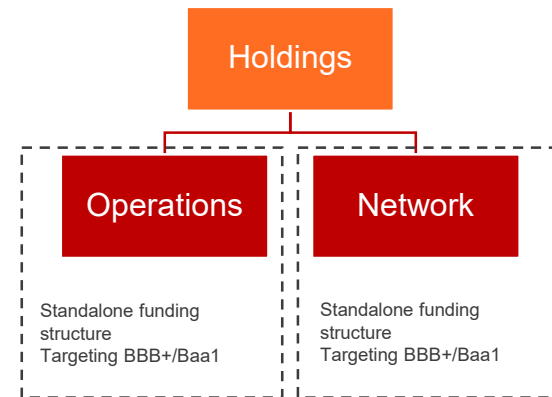 Holdings
Operations
Network
Standalone funding
structure
Targeting BBB+/Baa1
Standalone funding
structure
Targeting BBB+/Baa1